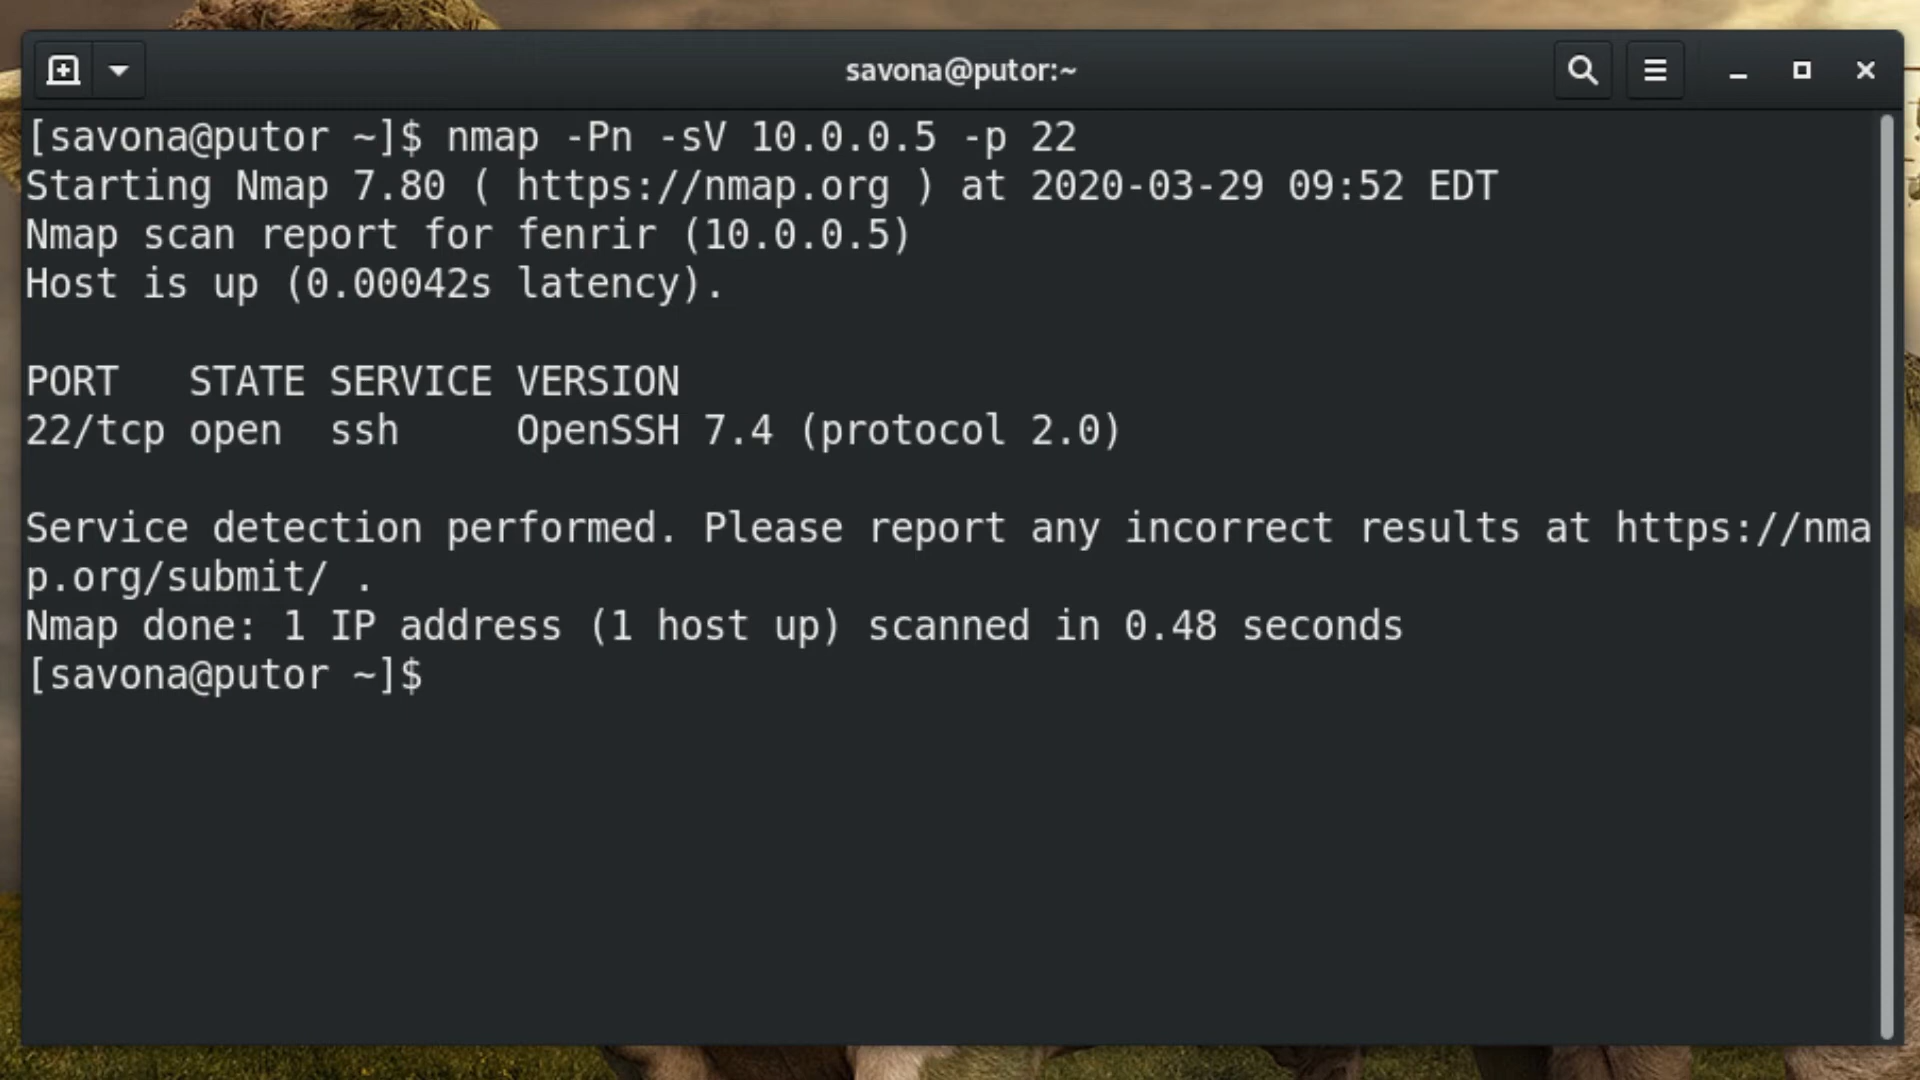 savona@putor:~
[savona@putor ~]$ nmap -Pn -sV 10.0.0.5 -p 22
Starting Nmap 7.80 ( https://nmap.org ) at 2020-03-29 09:52 EDT
Nmap scan report for fenrir (10.0.0.5)
Host is up (0.00042s latency).
PORT   STATE SERVICE VERSION
22/tcp open  ssh     OpenSSH 7.4 (protocol 2.0)
Service detection performed. Please report any incorrect results at https://nma
p.org/submit/ .
Nmap done: 1 IP address (1 host up) scanned in 0.48 seconds
[savona@putor ~]$